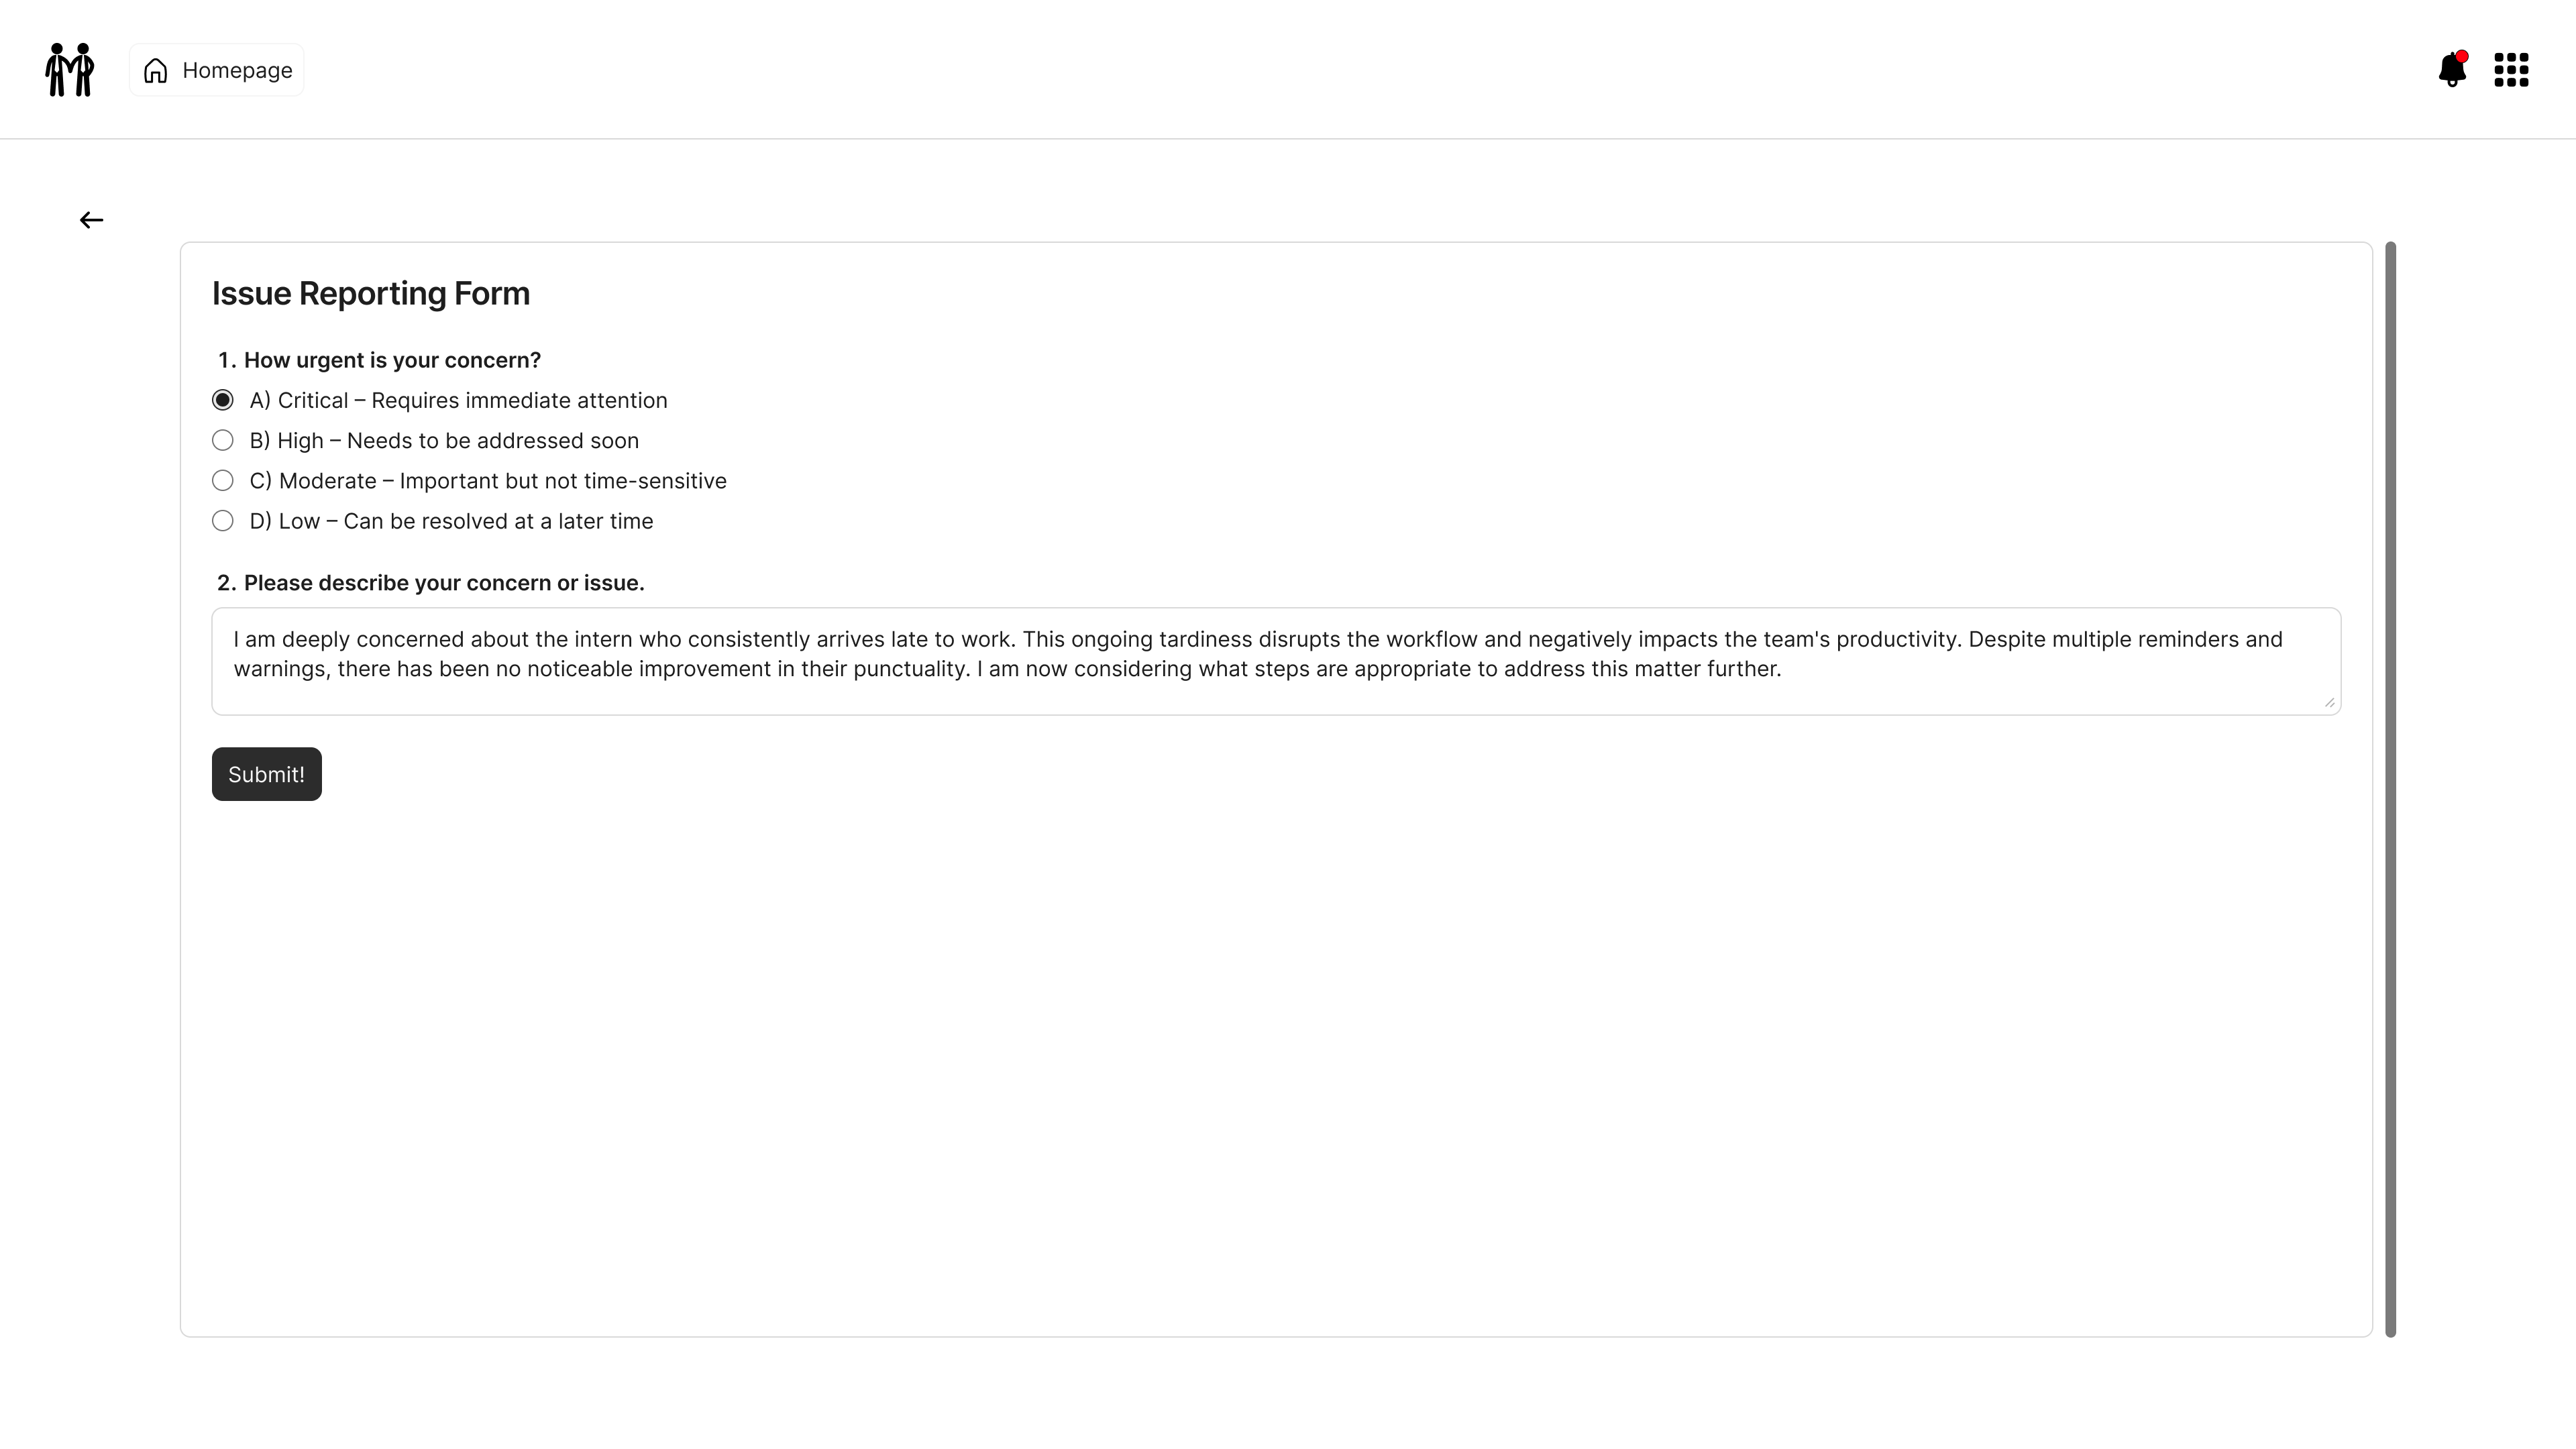 Homepage
Issue Reporting Form
1. How urgent is your concern?
A) Critical – Requires immediate attention
B) High – Needs to be addressed soon
C) Moderate – Important but not time-sensitive
D) Low – Can be resolved at a later time
2. Please describe your concern or issue.
I am deeply concerned about the intern who consistently arrives late to work. This ongoing tardiness disrupts the workflow and negatively impacts the team's productivity. Despite multiple reminders and
warnings, there has been no noticeable improvement in their punctuality. I am now considering what steps are appropriate to address this matter further.
Submit!